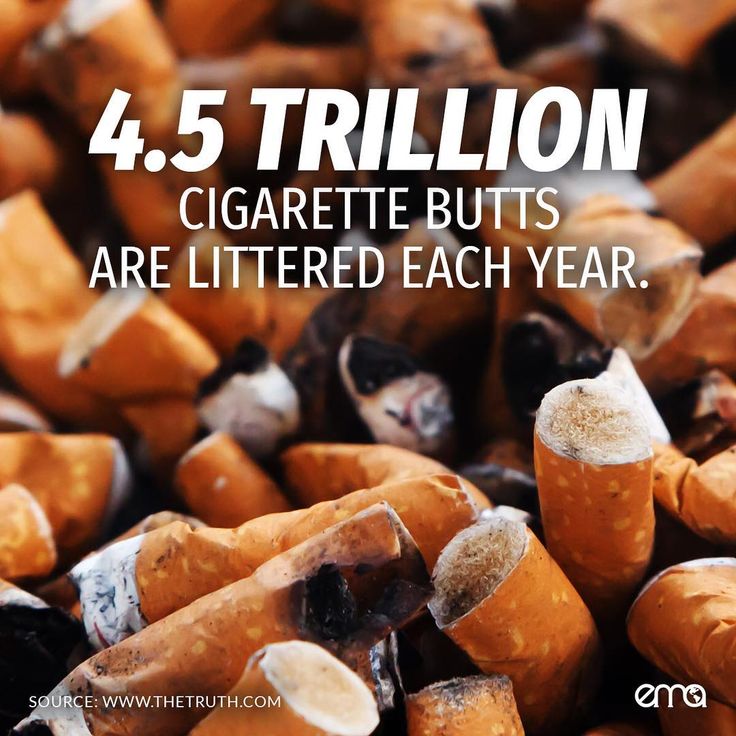 4.5 TRILLION
CIGARETTE BUTTS
ARE LITTERED EACH YEAR.
SOURCE: WWW.THETRUTH.COM
ema